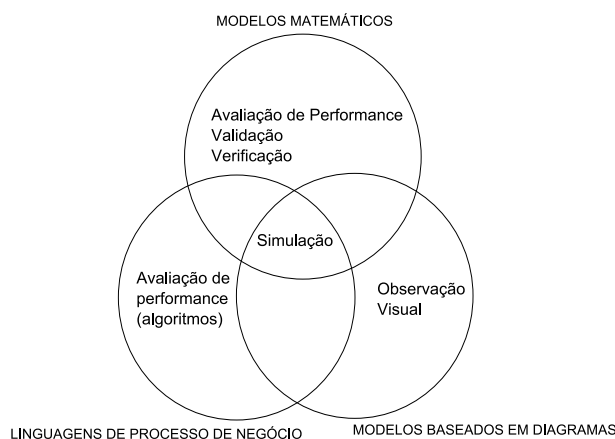 MODELOS MATEMÁTICOS
Avaliação de Performance
Validação
Verificação
Simulação
Avaliação de
performance
(algoritmos)
Observação
Visual
LINGUAGENS DE PROCESSO DE NEGÓCIO
MODELOS BASEADOS EM DIAGRAMAS